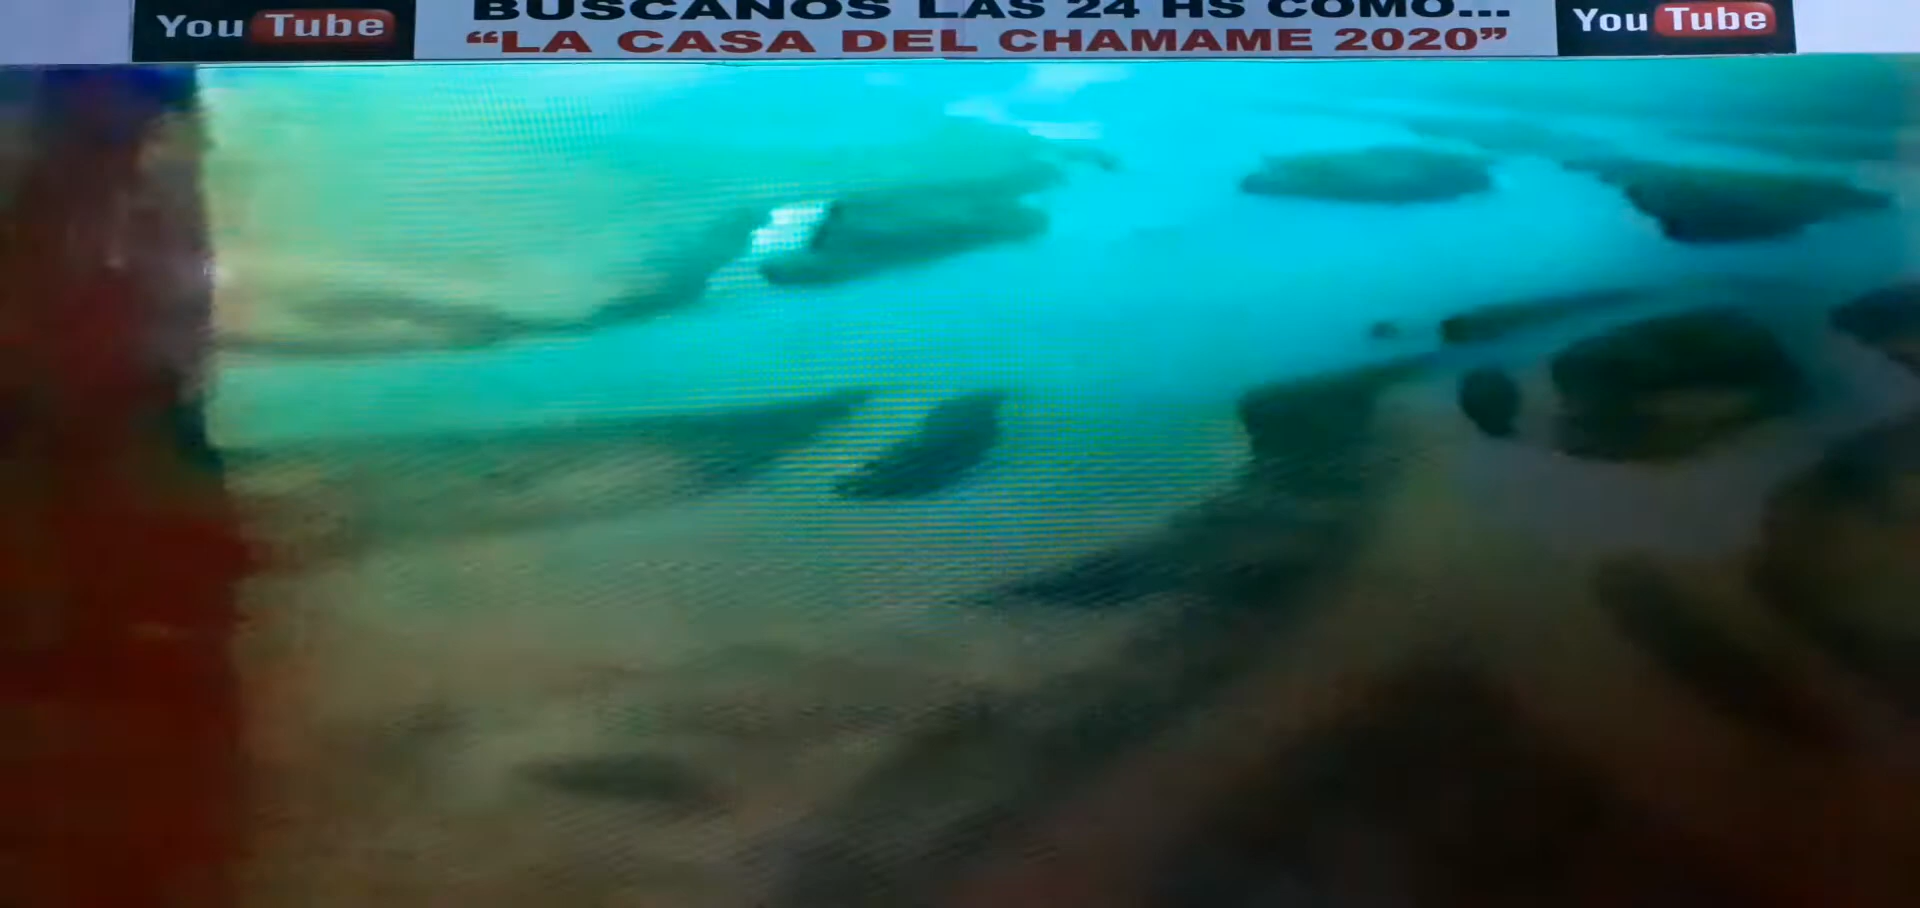 BUSCANOS LAS 24 HS COMO...
You Tube "LA CASA DEL CHAMAME 2020" You Tube